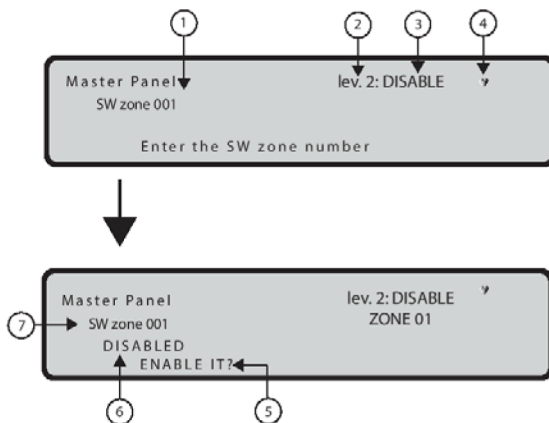 1
2
3
4
Master Panel
lev. 2: DISABLE
SW zone 001
Enter the SW zone number
Master Panel
lev. 2: DISABLE
7
SW zone 001
ZONE 01
DISABLED
ENABLE IT?
6
5